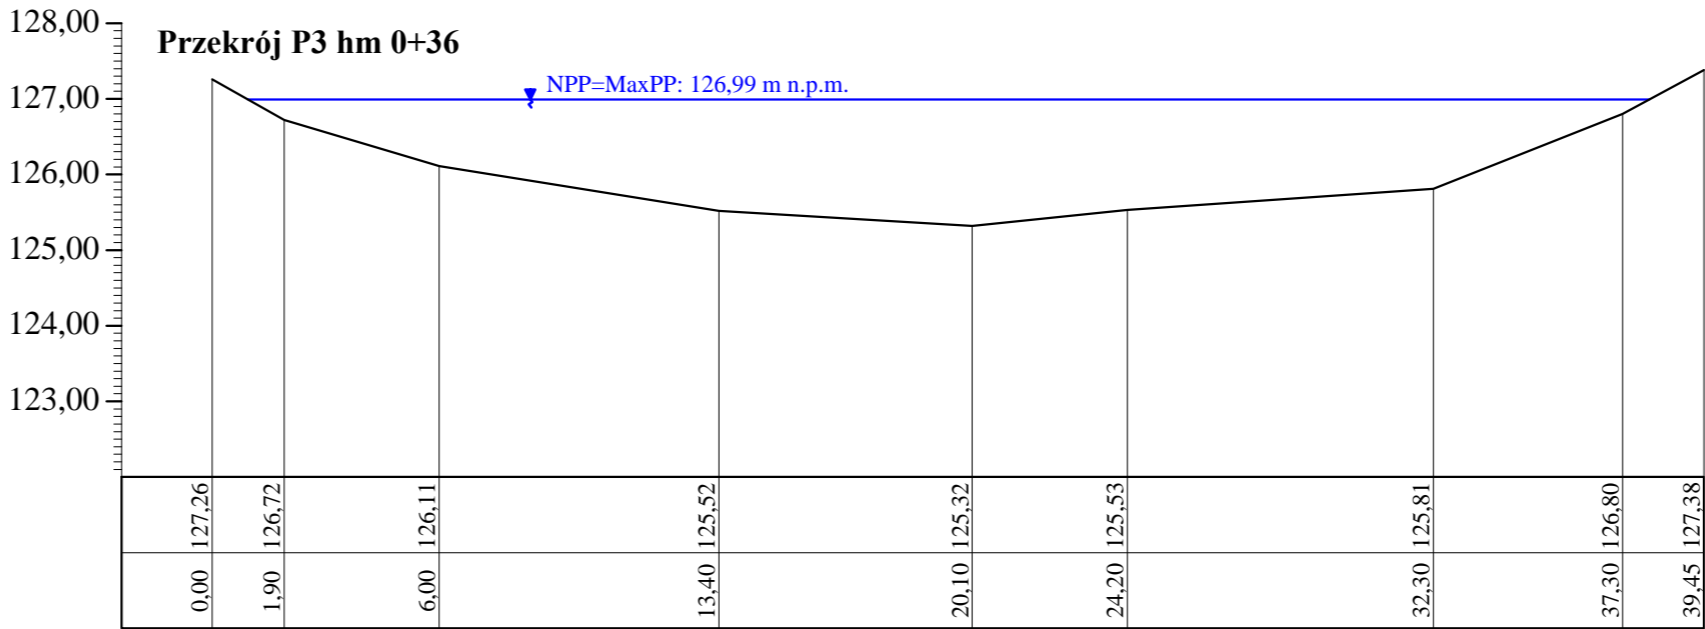 128,00
Przekrój P3 hm 0+36
NPP=MaxPP: 126,99 m n.p.m.
127,00
126,00
125,00
124,00
123,00
127,26 126,72 126,11 125,52 125,32 125,53 125,81 126,80 127,38
0,00 1,90 6,00 13,40 20,10 24,20 32,30 37,30 39,45